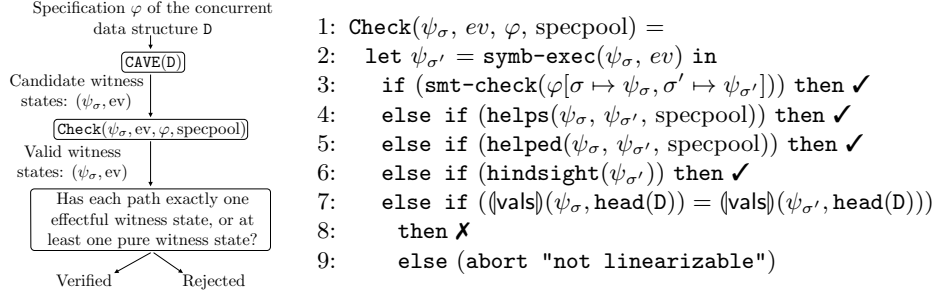 Specification φ of the concurrent
data structure D
CAVE(D)
Candidate witness
states: (ψσ,ev)
Check(ψσ,ev,φ,specpool)
Valid witness
states: (ψσ,ev)
Has each path exactly one
effectful witness state, or at
least one pure witness state?
Verified
Rejected
1: Check(ψσ, ev, φ, specpool) =
2: let ψσ′ = symb-exec(ψσ, ev) in
3: if (smt-check(φ[σ ↦ ψσ, σ′ ↦ ψσ′])) then ✓
4: else if (helps(ψσ, ψσ′, specpool)) then ✓
5: else if (helped(ψσ, ψσ′, specpool)) then ✓
6: else if (hindsight(ψσ′)) then ✓
7: else if ((⦇vals⦈)(ψσ, head(D)) = ⦇vals⦈(ψσ′, head(D)))
8: then ✗
9: else (abort "not linearizable")